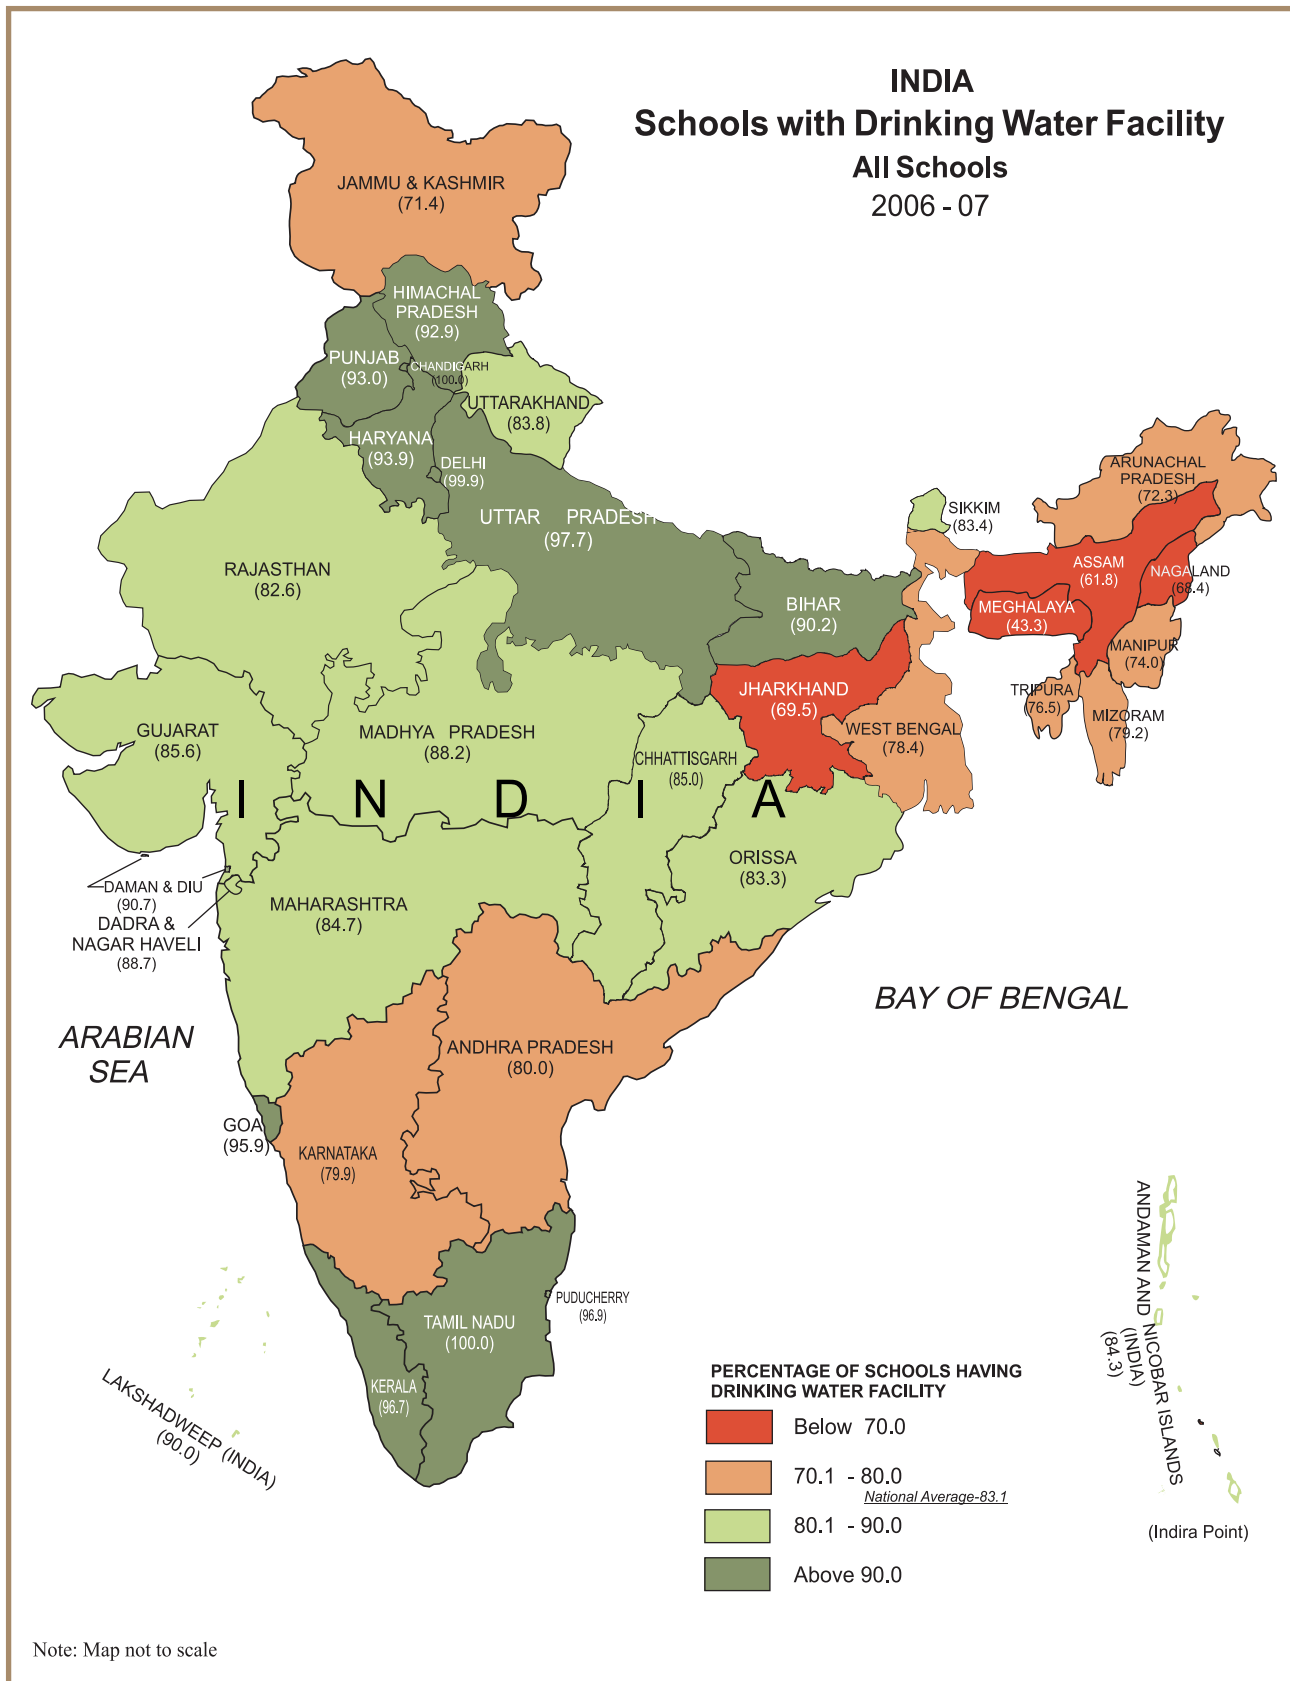 INDIA
Schools with Drinking Water Facility
All Schools
2006 - 07
JAMMU & KASHMIR
(71.4)
HIMACHAL
PRADESH
(92.9)
PUNJAB
(93.0)
CHANDIGARH
(100.0)
UTTARAKHAND
(83.8)
HARYANA
(93.9)
DELHI
(99.9)
UTTAR PRADESH
(97.7)
RAJASTHAN
(82.6)
BIHAR
(90.2)
SIKKIM
(83.4)
ARUNACHAL
PRADESH
(72.3)
ASSAM
(61.8)
NAGALAND
(68.4)
MEGHALAYA
(43.3)
MANIPUR
(74.0)
TRIPURA
(76.5)
MIZORAM
(79.2)
JHARKHAND
(69.5)
WEST BENGAL
(78.4)
GUJARAT
(85.6)
MADHYA PRADESH
(88.2)
CHHATTISGARH
(85.0)
I N D I A
ORISSA
(83.3)
DAMAN & DIU
(90.7)
DADRA &
NAGAR HAVELI
(88.7)
MAHARASHTRA
(84.7)
BAY OF BENGAL
ARABIAN
SEA
ANDHRA PRADESH
(80.0)
GOA
(95.9)
KARNATAKA
(79.9)
PUDUCHERRY
(96.9)
TAMIL NADU
(100.0)
KERALA
(96.7)
LAKSHADWEEP (INDIA)
(90.0)
ANDAMAN AND NICOBAR ISLANDS
(INDIA)
(84.3)
(Indira Point)
PERCENTAGE OF SCHOOLS HAVING
DRINKING WATER FACILITY
Below 70.0
70.1 - 80.0
National Average-83.1
80.1 - 90.0
Above 90.0
Note: Map not to scale